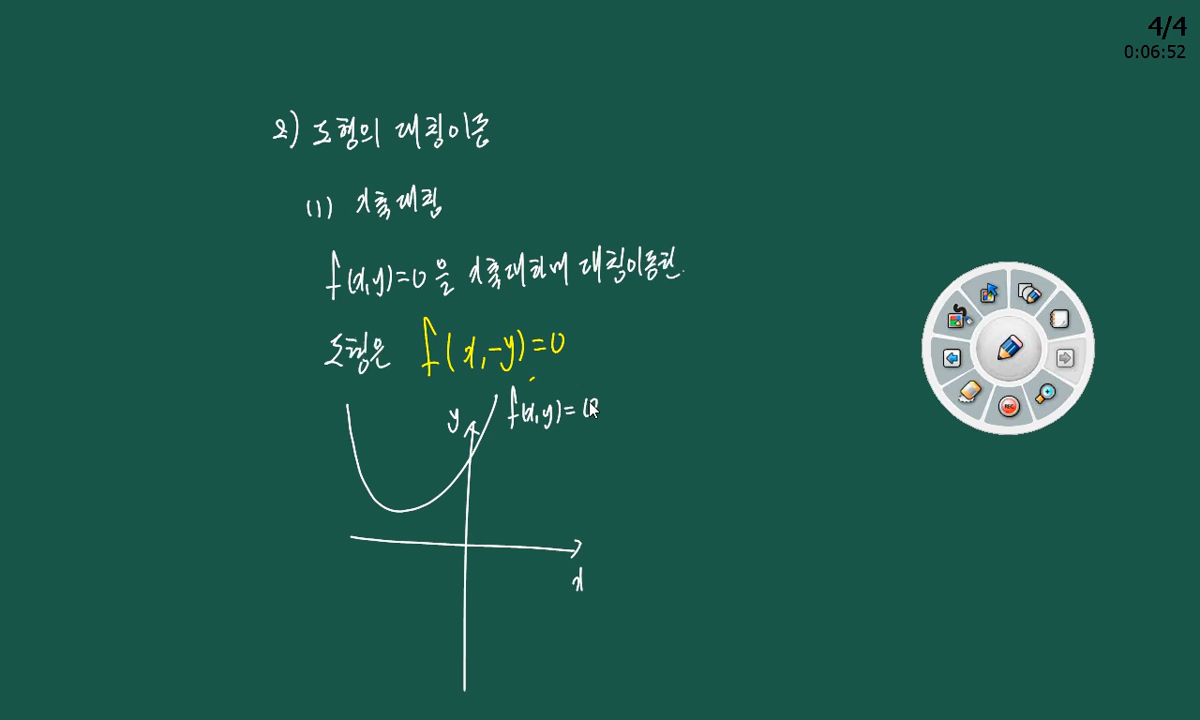 4/4
0:06:52
2) 도형의 대칭이동
(1) x축대칭
f(x,y)=0 을 x축대하여 대칭이동한
도형은 f(x,-y)=0
y f(x,y)=0
x
REC